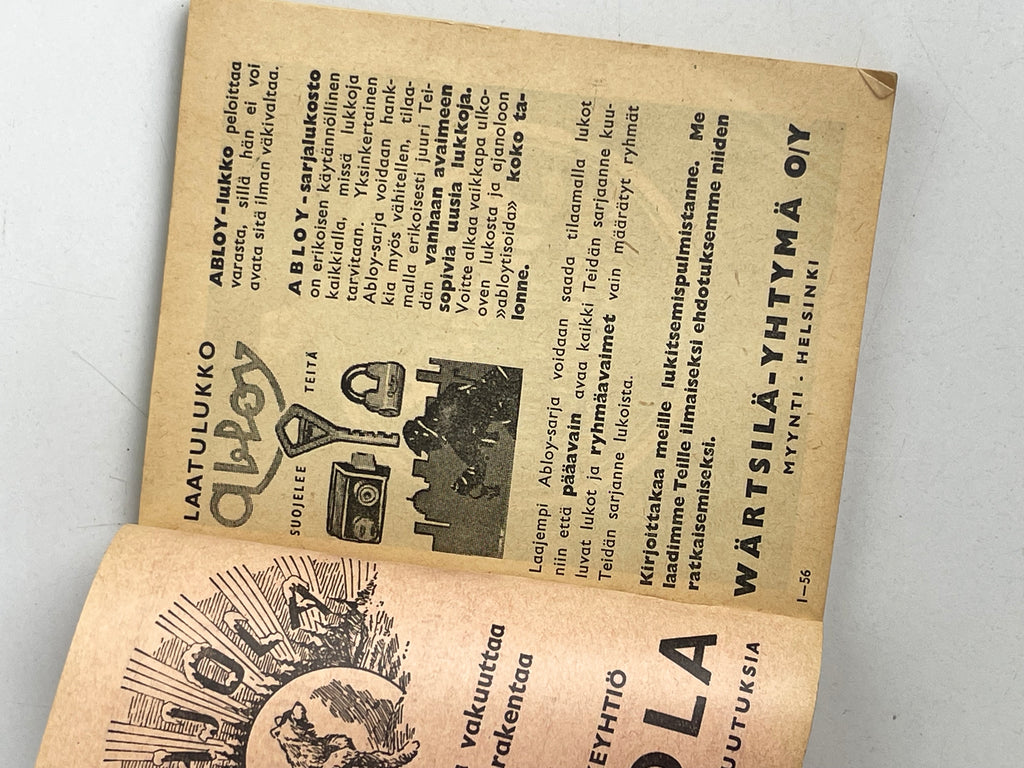 LAATULUKKO
abloy
SUOJELEE TEITÄ
ABLOY-lukko peloittaa
varasta, sillä hän ei voi
avata sitä ilman väkivaltaa.
ABLOY-sarjalukosto
on erikoisen käytännöllinen
kaikkialla, missä lukkoja
tarvitaan. Yksinkertainen
Abloy-sarja voidaan hank-
kia myös vähitellen, tilaa-
malla erikoisesti juuri Tei-
dän vanhaan avaimeen
sopivia uusia lukkoja.
Voitte alkaa vaikkapa ulko-
oven lukosta ja ajanoloon
»abloytisoida» koko ta-
lonne.
Laajempi Abloy-sarja voidaan saada tilaamalla lukot
niin että pääavain avaa kaikki Teidän sarjaanne kuu-
luvat lukot ja ryhmäavaimet vain määrätyt ryhmät
Teidän sarjanne lukoista.
Kirjoittakaa meille lukitsemispulmistanne. Me
laadimme Teille ilmaiseksi ehdotuksemme niiden
ratkaisemiseksi.
WÄRTSILÄ-YHTYMÄ O/Y
MYYNTI - HELSINKI
I—56
vakuuttaa
rakentaa